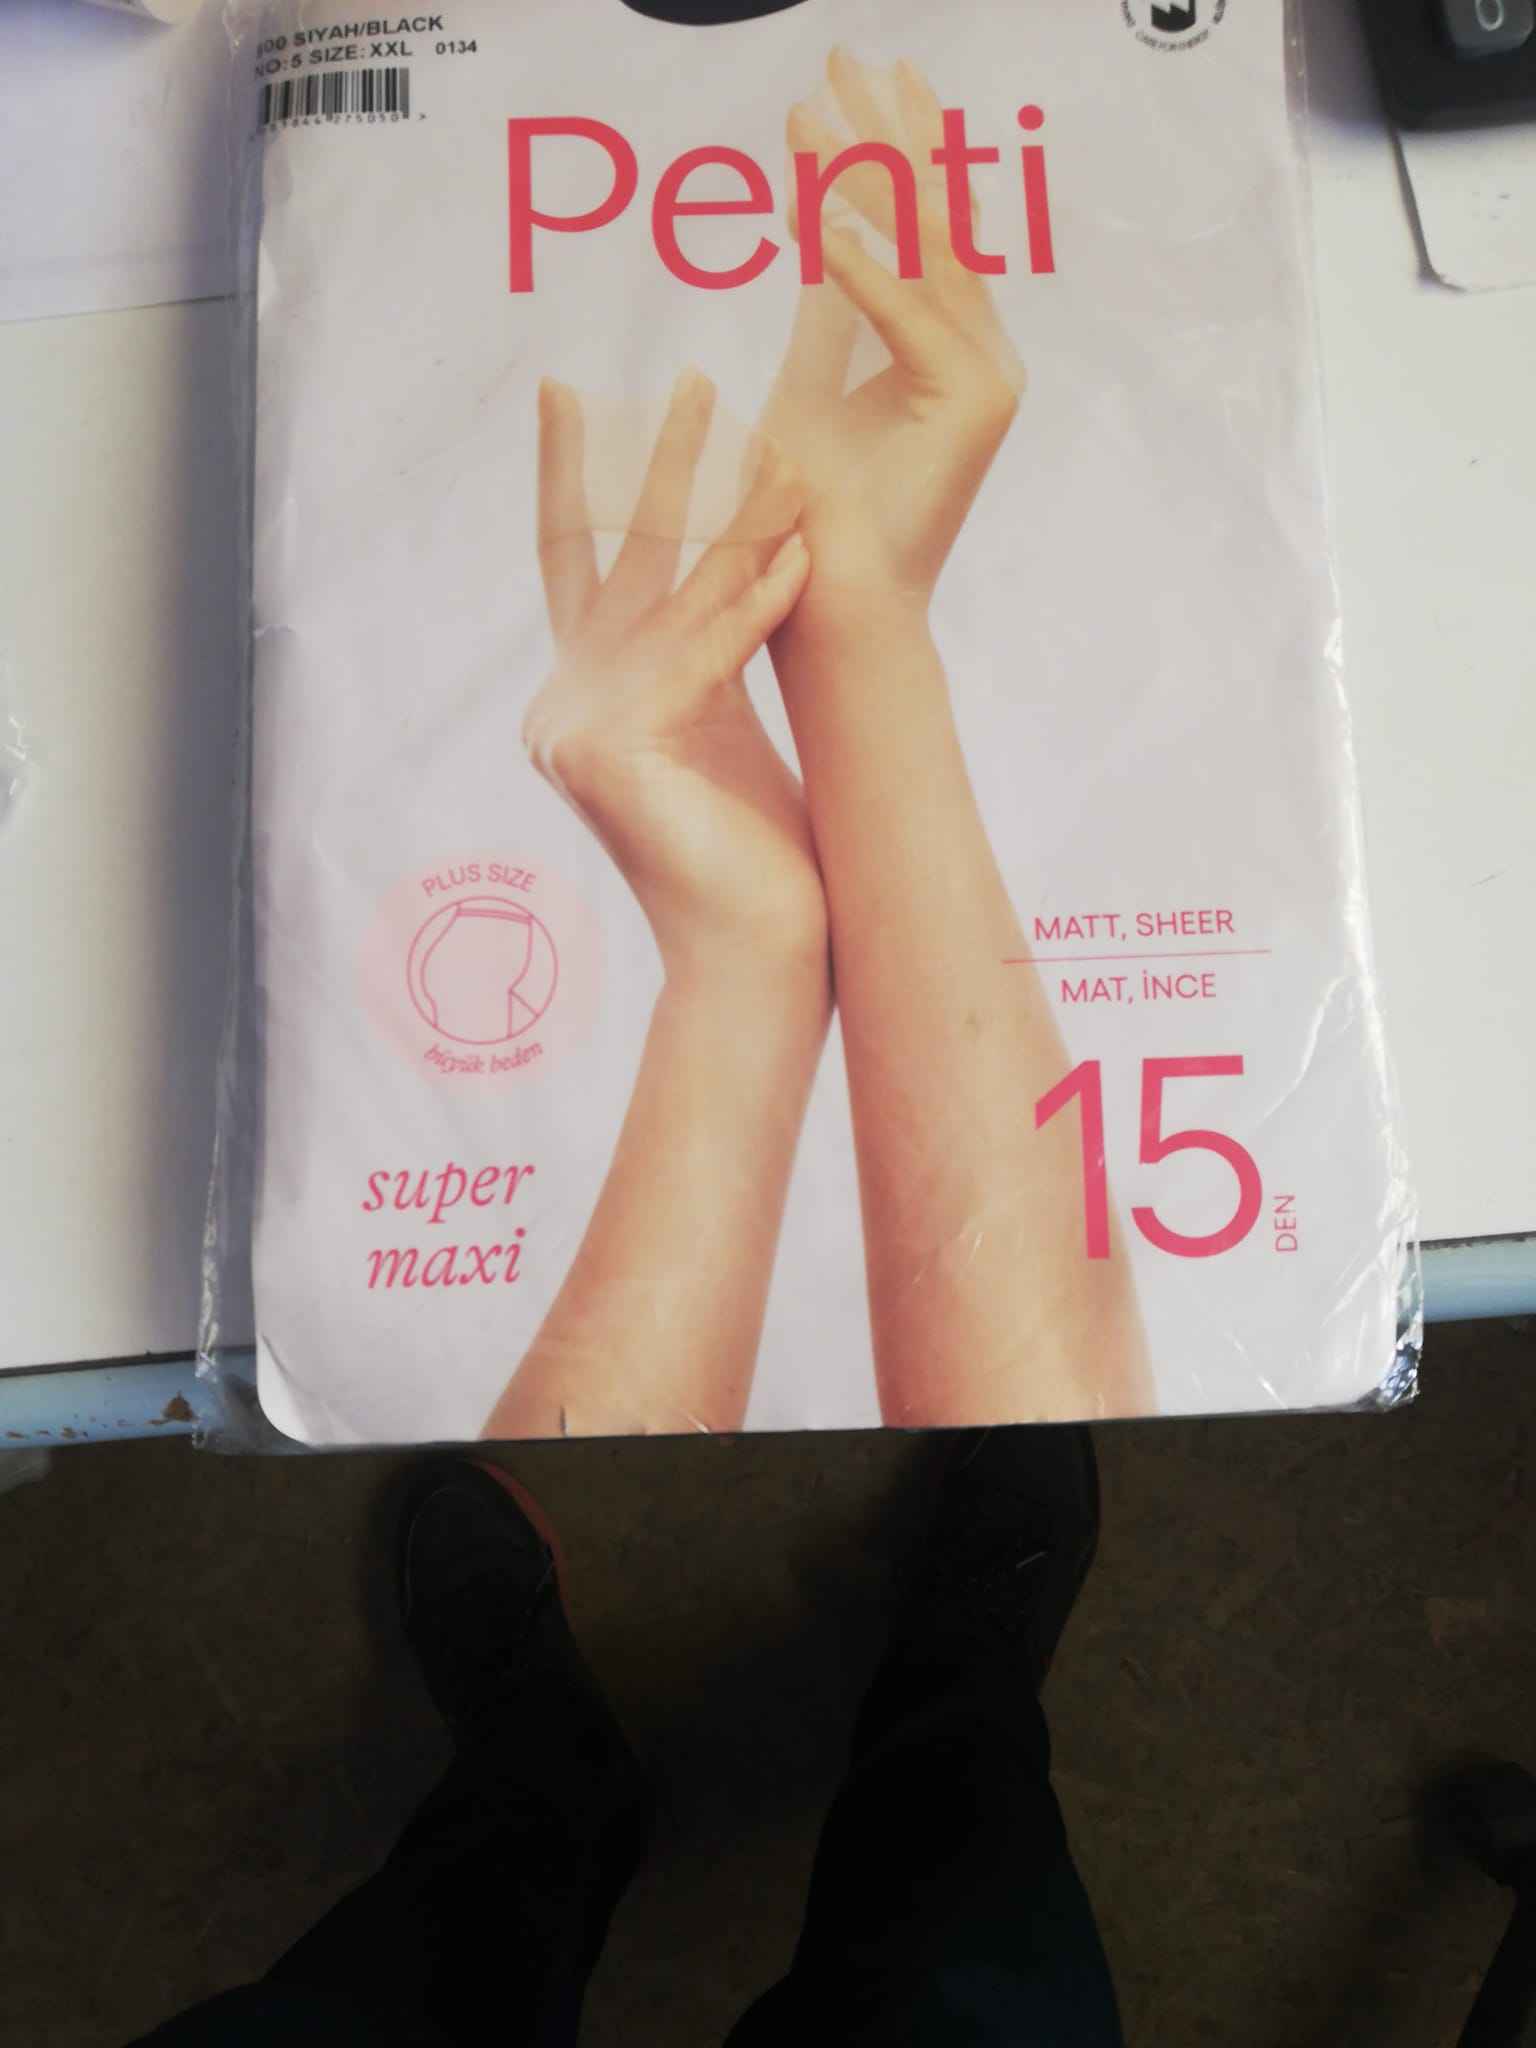 SIYAH/BLACK
NO:5 SIZE: XXL 0134
Penti
PLUS SIZE
büyük beden
super
maxi
MATT, SHEER
MAT, İNCE
15
DEN